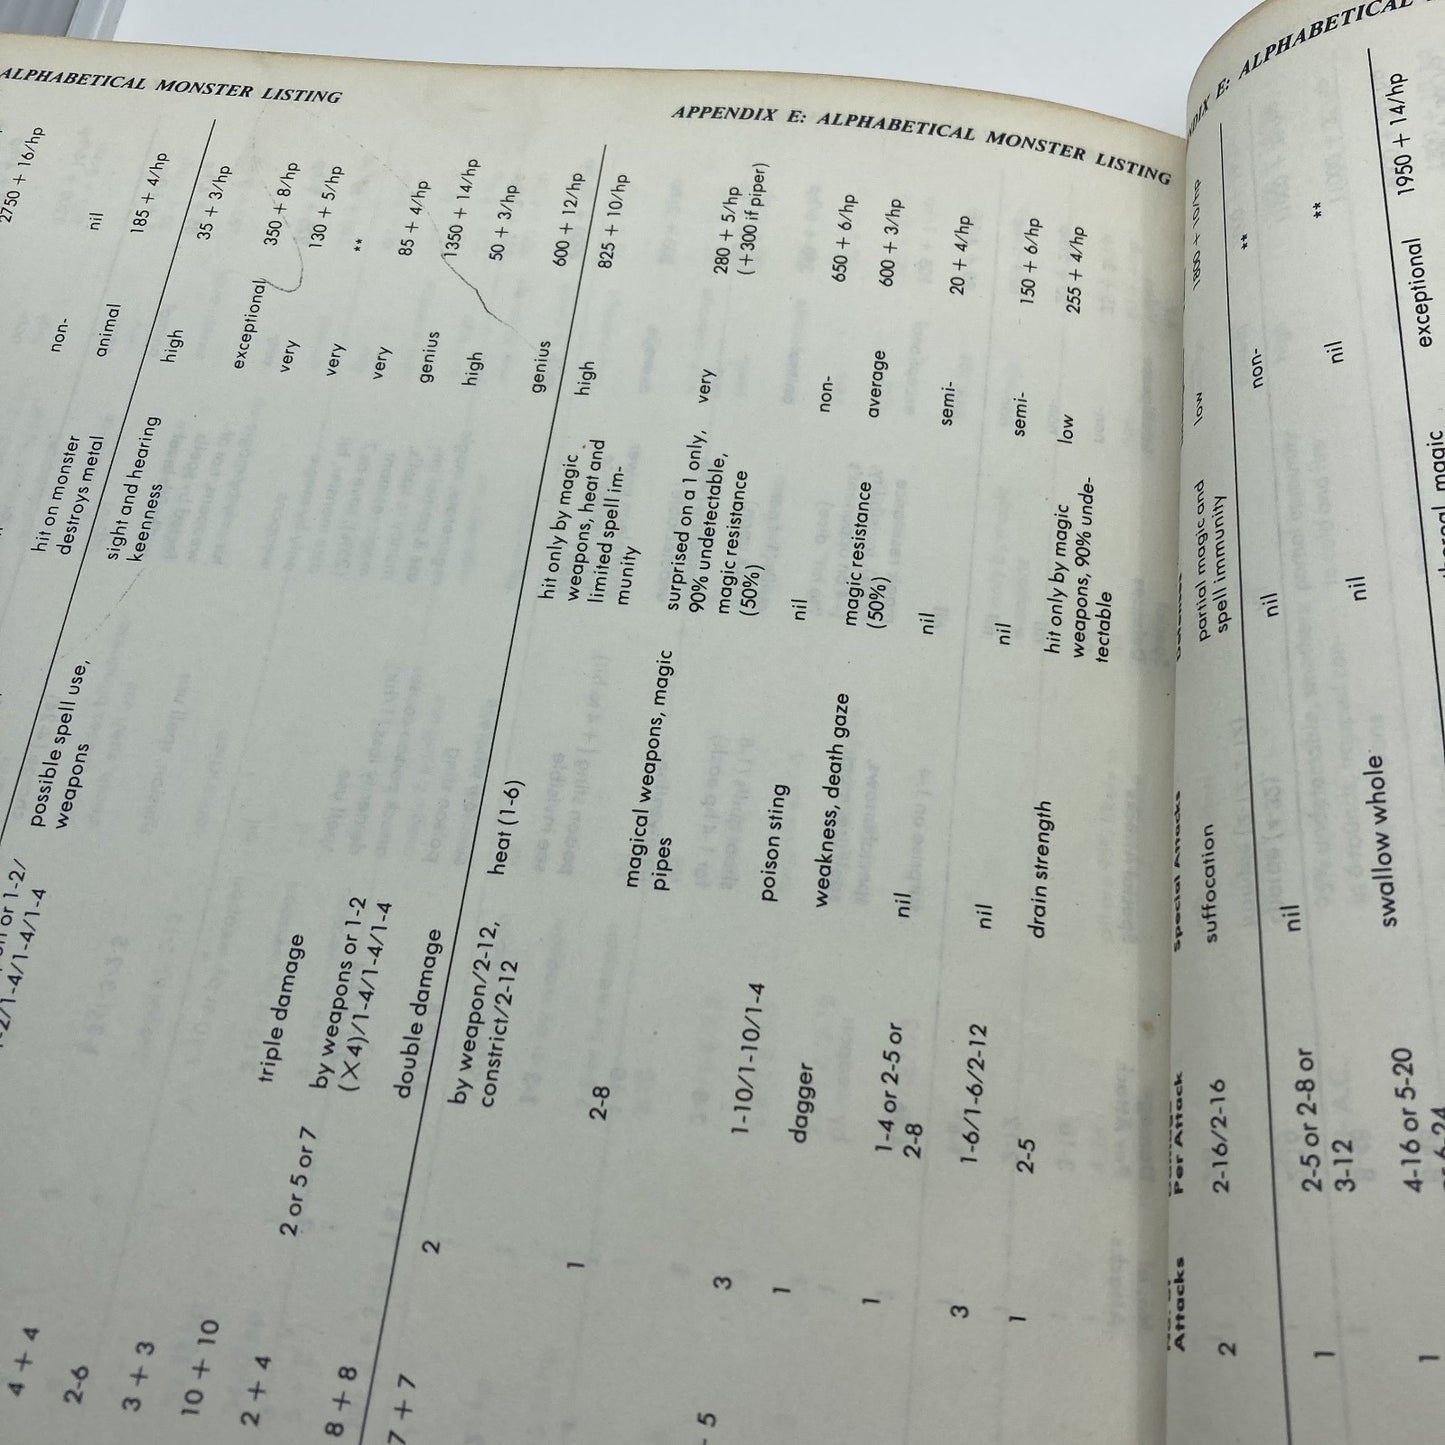 ALPHABETICAL MONSTER LISTING
2750 + 16/hp
nil
185 + 4/hp
35 + 3/hp
350 + 8/hp
130 + 5/hp
**
85 + 4/hp
1350 + 14/hp
50 + 3/hp
600 + 12/hp
825 + 10/hp
non-
animal
high
exceptional
very
very
very
genius
high
genius
high
hit on monster
destroys metal
sight and hearing
keenness
hit only by magic
weapons, heat and
limited spell im-
munity
possible spell use,
weapons
heat (1-6)
or 1-2/
1-4/1-4/1-4
triple damage
2 or 5 or 7
by weapons or 1-2
(X4)/1-4/1-4/1-4
double damage
by weapon/2-12,
constrict/2-12
2-8
2
1
4 + 4
2-6
3 + 3
10 + 10
2 + 4
8 + 8
7 + 7
APPENDIX E: ALPHABETICAL MONSTER LISTING
280 + 5/hp
(+300 if piper)
650 + 6/hp
600 + 3/hp
20 + 4/hp
150 + 6/hp
255 + 4/hp
very
non-
average
semi-
semi-
low
surprised on a 1 only,
90% undetectable,
magic resistance
(50%)
nil
magic resistance
(50%)
nil
nil
hit only by magic
weapons, 90% unde-
tectable
magical weapons, magic
pipes
poison sting
weakness, death gaze
nil
nil
drain strength
1-10/1-10/1-4
dagger
1-4 or 2-5 or
2-8
1-6/1-6/2-12
2-5
3
1
1
3
1
5
E: ALPHABETICAL
1800 + 10/hp
**
**
1950 + 14/hp
low
non-
nil
exceptional
partial magic and
spell immunity
nil
nil
magic
Special Attacks
suffocation
nil
swallow whole
Per Attack
2-16/2-16
2-5 or 2-8 or
3-12
4-16 or 5-20
Attacks
2
1
1